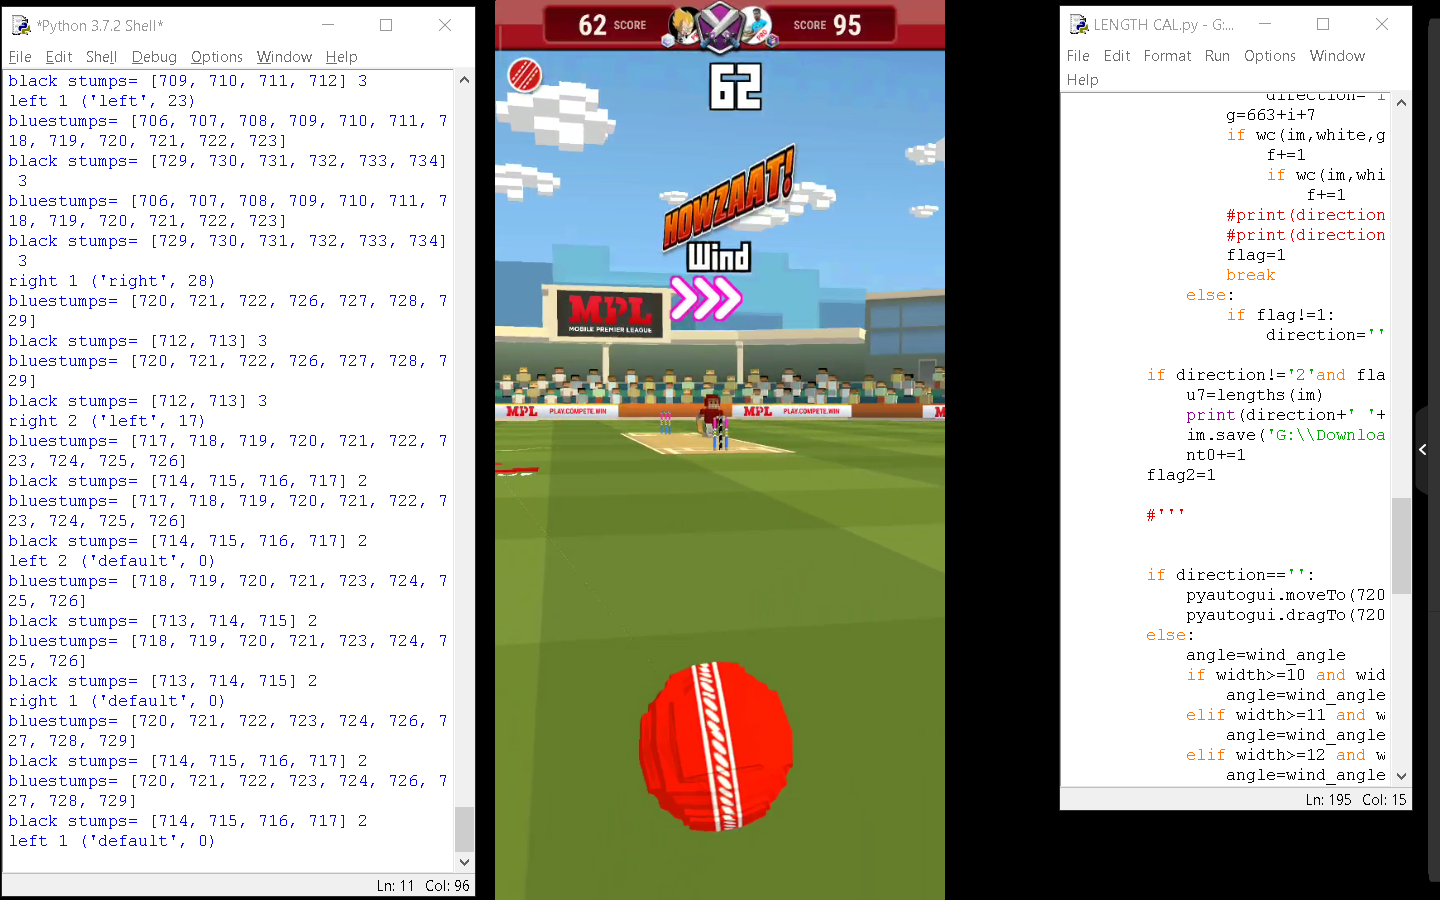 *Python 3.7.2 Shell*
File Edit Shell Debug Options Window Help
black stumps= [709, 710, 711, 712] 3
left 1 ('left', 23)
bluestumps= [706, 707, 708, 709, 710, 711, 7
18, 719, 720, 721, 722, 723]
black stumps= [729, 730, 731, 732, 733, 734]
3
bluestumps= [706, 707, 708, 709, 710, 711, 7
18, 719, 720, 721, 722, 723]
black stumps= [729, 730, 731, 732, 733, 734]
3
right 1 ('right', 28)
bluestumps= [720, 721, 722, 726, 727, 728, 7
29]
black stumps= [712, 713] 3
bluestumps= [720, 721, 722, 726, 727, 728, 7
29]
black stumps= [712, 713] 3
right 2 ('left', 17)
bluestumps= [717, 718, 719, 720, 721, 722, 7
23, 724, 725, 726]
black stumps= [714, 715, 716, 717] 2
bluestumps= [717, 718, 719, 720, 721, 722, 7
23, 724, 725, 726]
black stumps= [714, 715, 716, 717] 2
left 2 ('default', 0)
bluestumps= [718, 719, 720, 721, 723, 724, 7
25, 726]
black stumps= [713, 714, 715] 2
bluestumps= [718, 719, 720, 721, 723, 724, 7
25, 726]
black stumps= [713, 714, 715] 2
right 1 ('default', 0)
bluestumps= [720, 721, 722, 723, 724, 726, 7
27, 728, 729]
black stumps= [714, 715, 716, 717] 2
bluestumps= [720, 721, 722, 723, 724, 726, 7
27, 728, 729]
black stumps= [714, 715, 716, 717] 2
left 1 ('default', 0)
Ln: 11 Col: 96
62 SCORE SCORE 95
PRO
62
HOWZAAT!
Wind
MPL
MOBILE PREMIER LEAGUE
MPL PLAY.COMPETE.WIN MPL PLAY.COMPETE.WIN MPL
LENGTH CAL.py - G:...
File Edit Format Run Options Window
Help
direction='i
g=663+i+7
if wc(im,white,g
f+=1
if wc(im,whi
f+=1
#print(direction
#print(direction
flag=1
break
else:
if flag!=1:
direction=''
if direction!='2'and fla
u7=lengths(im)
print(direction+' '+
im.save('G:\\Downloa
nt0+=1
flag2=1
#'''
if direction=='':
pyautogui.moveTo(720
pyautogui.dragTo(720
else:
angle=wind_angle
if width>=10 and wid
angle=wind_angle
elif width>=11 and w
angle=wind_angle
elif width>=12 and w
angle=wind_angle
Ln: 195 Col: 15